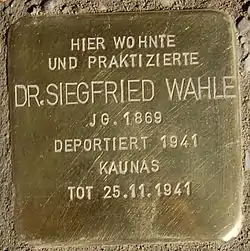 HIER WOHNTE
UND PRAKTIZIERTE
DR. SIEGFRIED WAHLE
JG. 1869
DEPORTIERT 1941
KAUNAS
TOT 25.11.1941